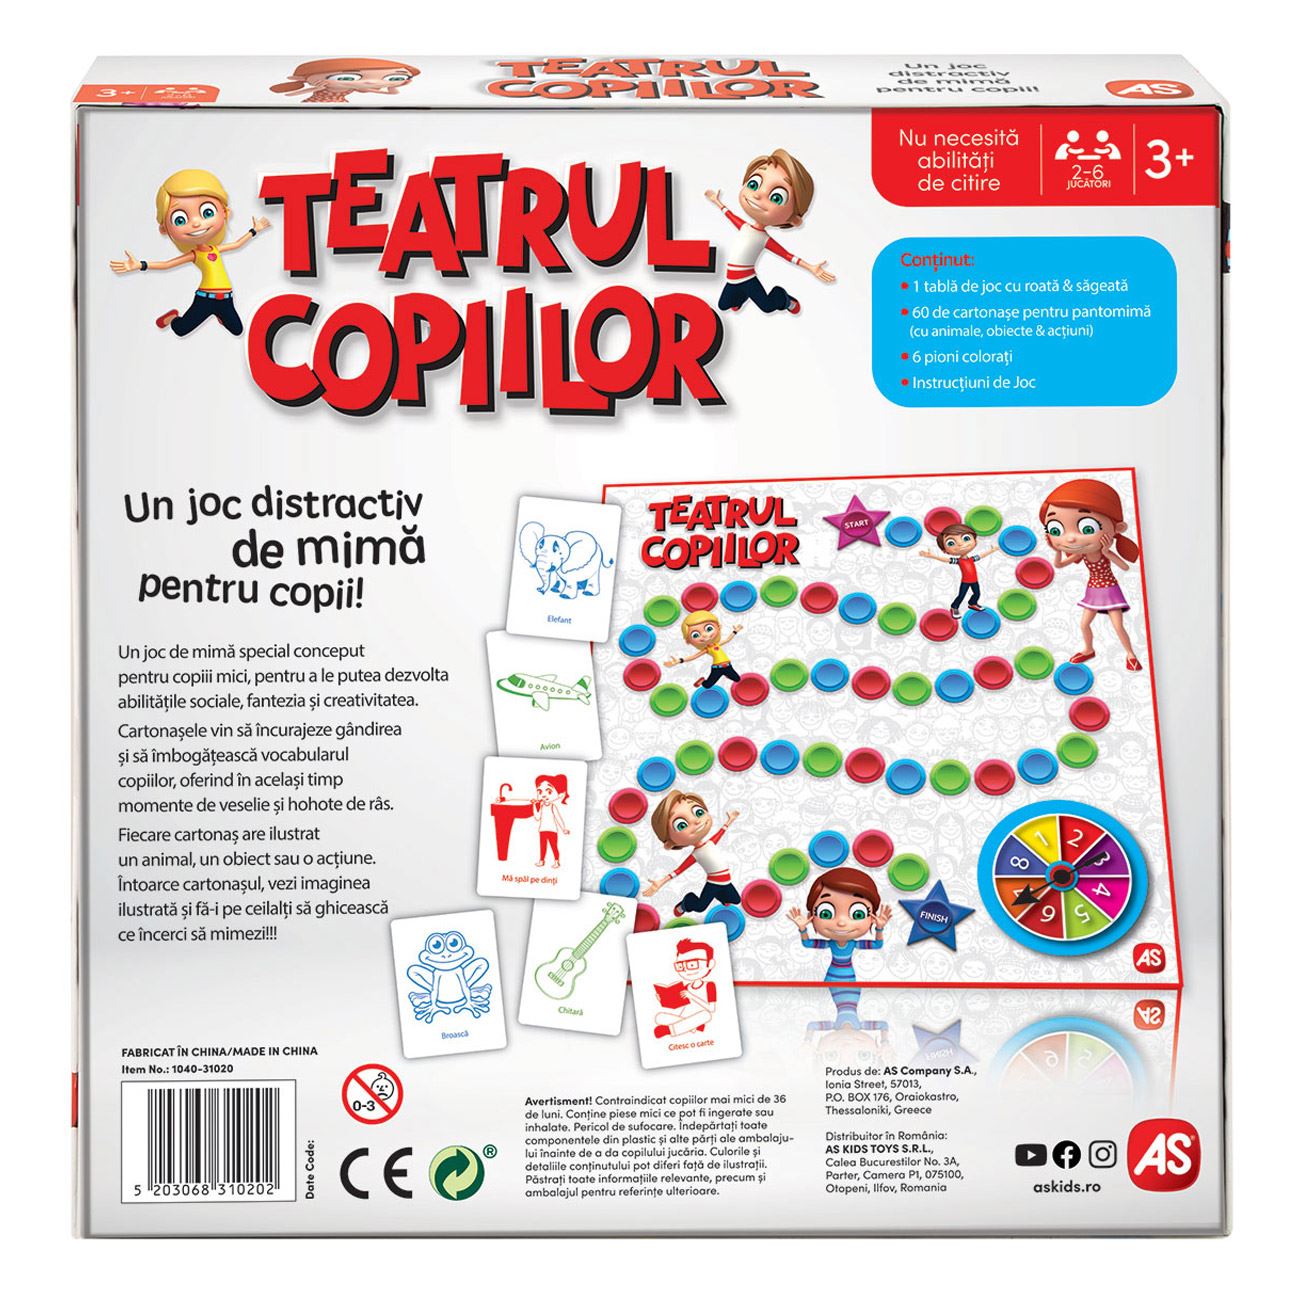 3+
TEATRUL
COPIILOR
Un joc
distractiv
de mimă
pentru copii!
AS
Nu necesită
abilități
de citire
2-6
JUCĂTORI
3+
TEATRUL
COPIILOR
Conținut:
• 1 tablă de joc cu roată & săgeată
• 60 de cartonașe pentru pantomimă
(cu animale, obiecte & acțiuni)
• 6 pioni colorați
• Instrucțiuni de Joc
Un joc distractiv
de mimă
pentru copii!
Un joc de mimă special conceput
pentru copiii mici, pentru a le putea dezvolta
abilitățile sociale, fantezia și creativitatea.
Cartonașele vin să încurajeze gândirea
și să îmbogățească vocabularul
copiilor, oferind în același timp
momente de veselie și hohote de râs.
Fiecare cartonaș are ilustrat
un animal, un obiect sau o acțiune.
Întoarce cartonașul, vezi imaginea
ilustrată și fă-i pe ceilalți să ghicească
ce încerci să mimezi!!!
Elefant
Avion
Mă spăl pe dinți
Broască
Chitară
Citesc o carte
TEATRUL
COPIILOR
START
FINISH
1
2
3
4
5
6
8
AS
FABRICAT ÎN CHINA/MADE IN CHINA
Item No.: 1040-31020
5 203068 310202
Date Code:
0-3
CE
®
Avertisment! Contraindicat copiilor mai mici de 36
de luni. Conține piese mici ce pot fi ingerate sau
inhalate. Pericol de sufocare. Îndepărtați toate
componentele din plastic și alte părți ale ambalaju-
lui înainte de a da copilului jucăria. Culorile și
detaliile conținutului pot diferi față de ilustrații.
Păstrați toate informațiile relevante, precum și
ambalajul pentru referințe ulterioare.
Produs de: AS Company S.A.,
Ionia Street, 57013,
P.O. BOX 176, Oraiokastro,
Thessaloniki, Greece
Distribuitor în România:
AS KIDS TOYS S.R.L.,
Calea Bucurestilor No. 3A,
Parter, Camera P1, 075100,
Otopeni, Ilfov, Romania
askids.ro
AS